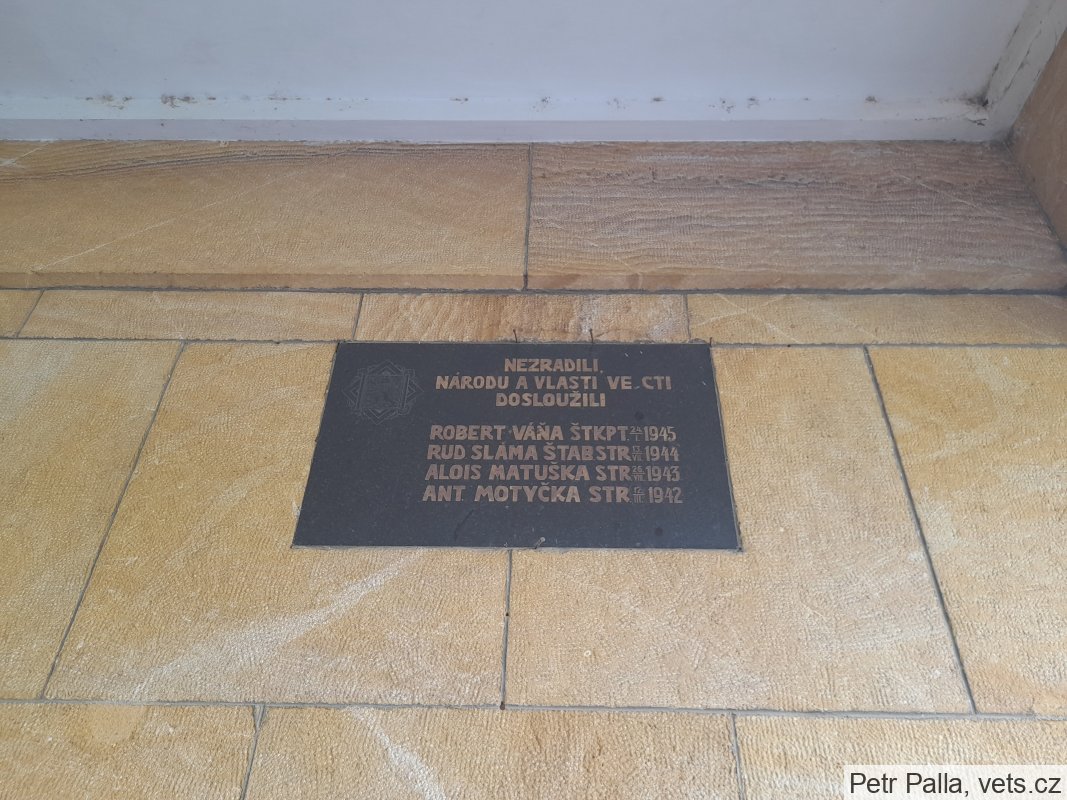 NEZRADILI,
NÁRODU A VLASTI VE CTI
DOSLOUŽILI
ROBERT VÁŇA ŠTKPT. 24/I 1945
RUD SLÁMA ŠTABSTR 1944
ALOIS MATUŠKA STR 1943
ANT MOTYČKA STR 1942
Petr Palla, vets.cz